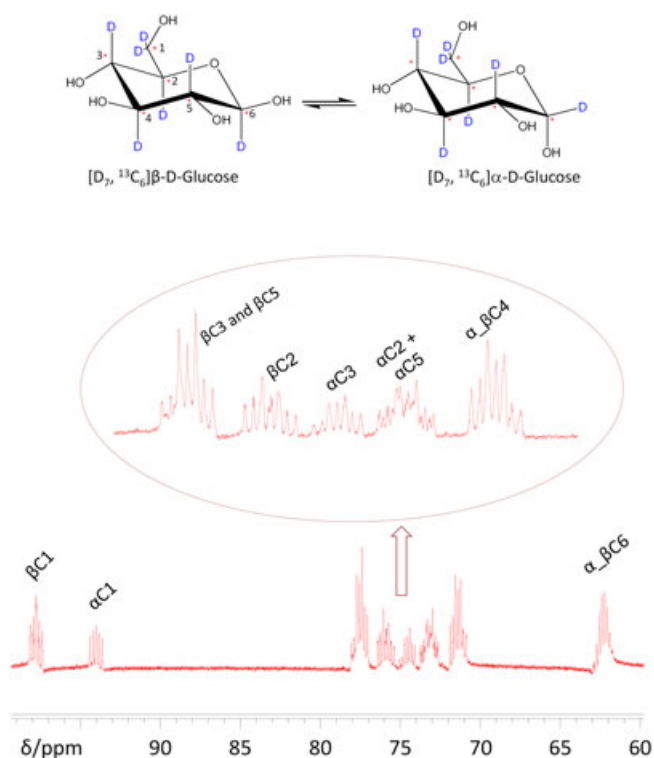 OH
D
D
D
3
1
D
O
HO
2
HO
OH
4
5
6
D
OH
D
D
OH
D
D
D
D
O
HO
HO
D
D
OH
D
OH
[D₇, ¹³C₆]β-D-Glucose
[D₇, ¹³C₆]α-D-Glucose
βC3 and βC5
βC2
αC3
αC2 +
αC5
α_βC4
βC1
αC1
α_βC6
δ/ppm 90 85 80 75 70 65 60